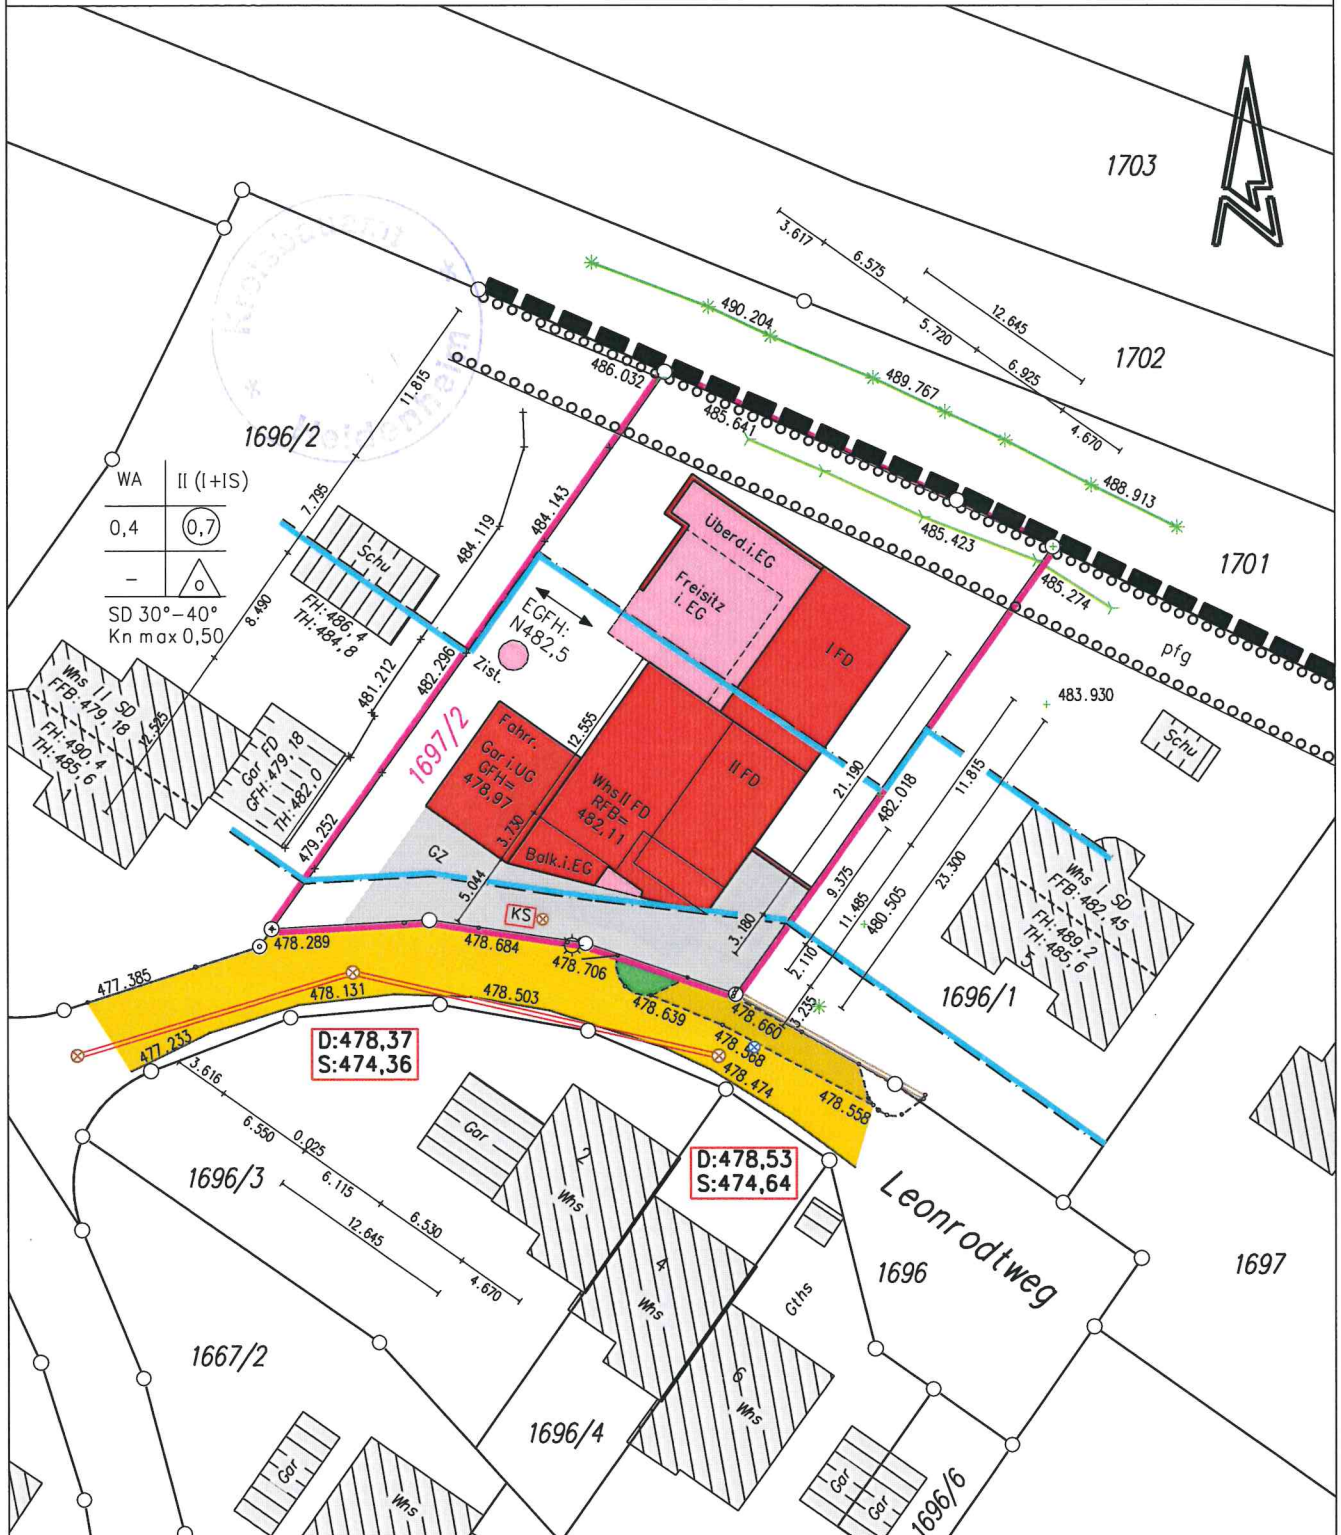 1703
3.617
6.575
5.720
6.925
4.670
12.645
490.204
489.767
488.913
1702
Kreisbauamt
Heidenheim
486.032
485.641
485.423
485.274
1701
11.815
1696/2
WA
II (I+IS)
0,4
0,7
-
o
SD 30°-40°
Kn max 0,50
7.795
8.490
12.525
Schu
FH:486,4
TH:484,8
484.119
484.143
481.212
482.296
479.252
Überd.i.EG
Freisitz
i. EG
I FD
EGFH:
N482,5
Zist.
pfg
483.930
Schu
Whs II SD
FFB:479,18
FH:490,4
TH:485,6
1
Gar FD
GFH:479,18
TH:482,0
1697/2
12.555
Fahrr.
Gar i.UG
GFH=
478,97
Whs II FD
RFB=
482,11
II FD
21.190
482.018
11.815
3.730
5.044
Balk.i.EG
GZ
KS
9.375
11.485
480.505
23.300
3.180
2.110
3.235
Whs I SD
FFB:482,45
FH:489,2
TH:485,6
5
1696/1
478.289
478.684
478.706
477.385
478.131
478.503
478.639
478.660
477.233
478.568
478.474
478.558
D:478,37
S:474,36
D:478,53
S:474,64
3.616
6.550
0.025
6.115
6.530
4.670
12.645
1696/3
Gar
2
Whs
4
Whs
6
Whs
Gths
Leonrodtweg
1696
1697
1667/2
1696/4
Gar
Whs
Gar
Gar
1696/6